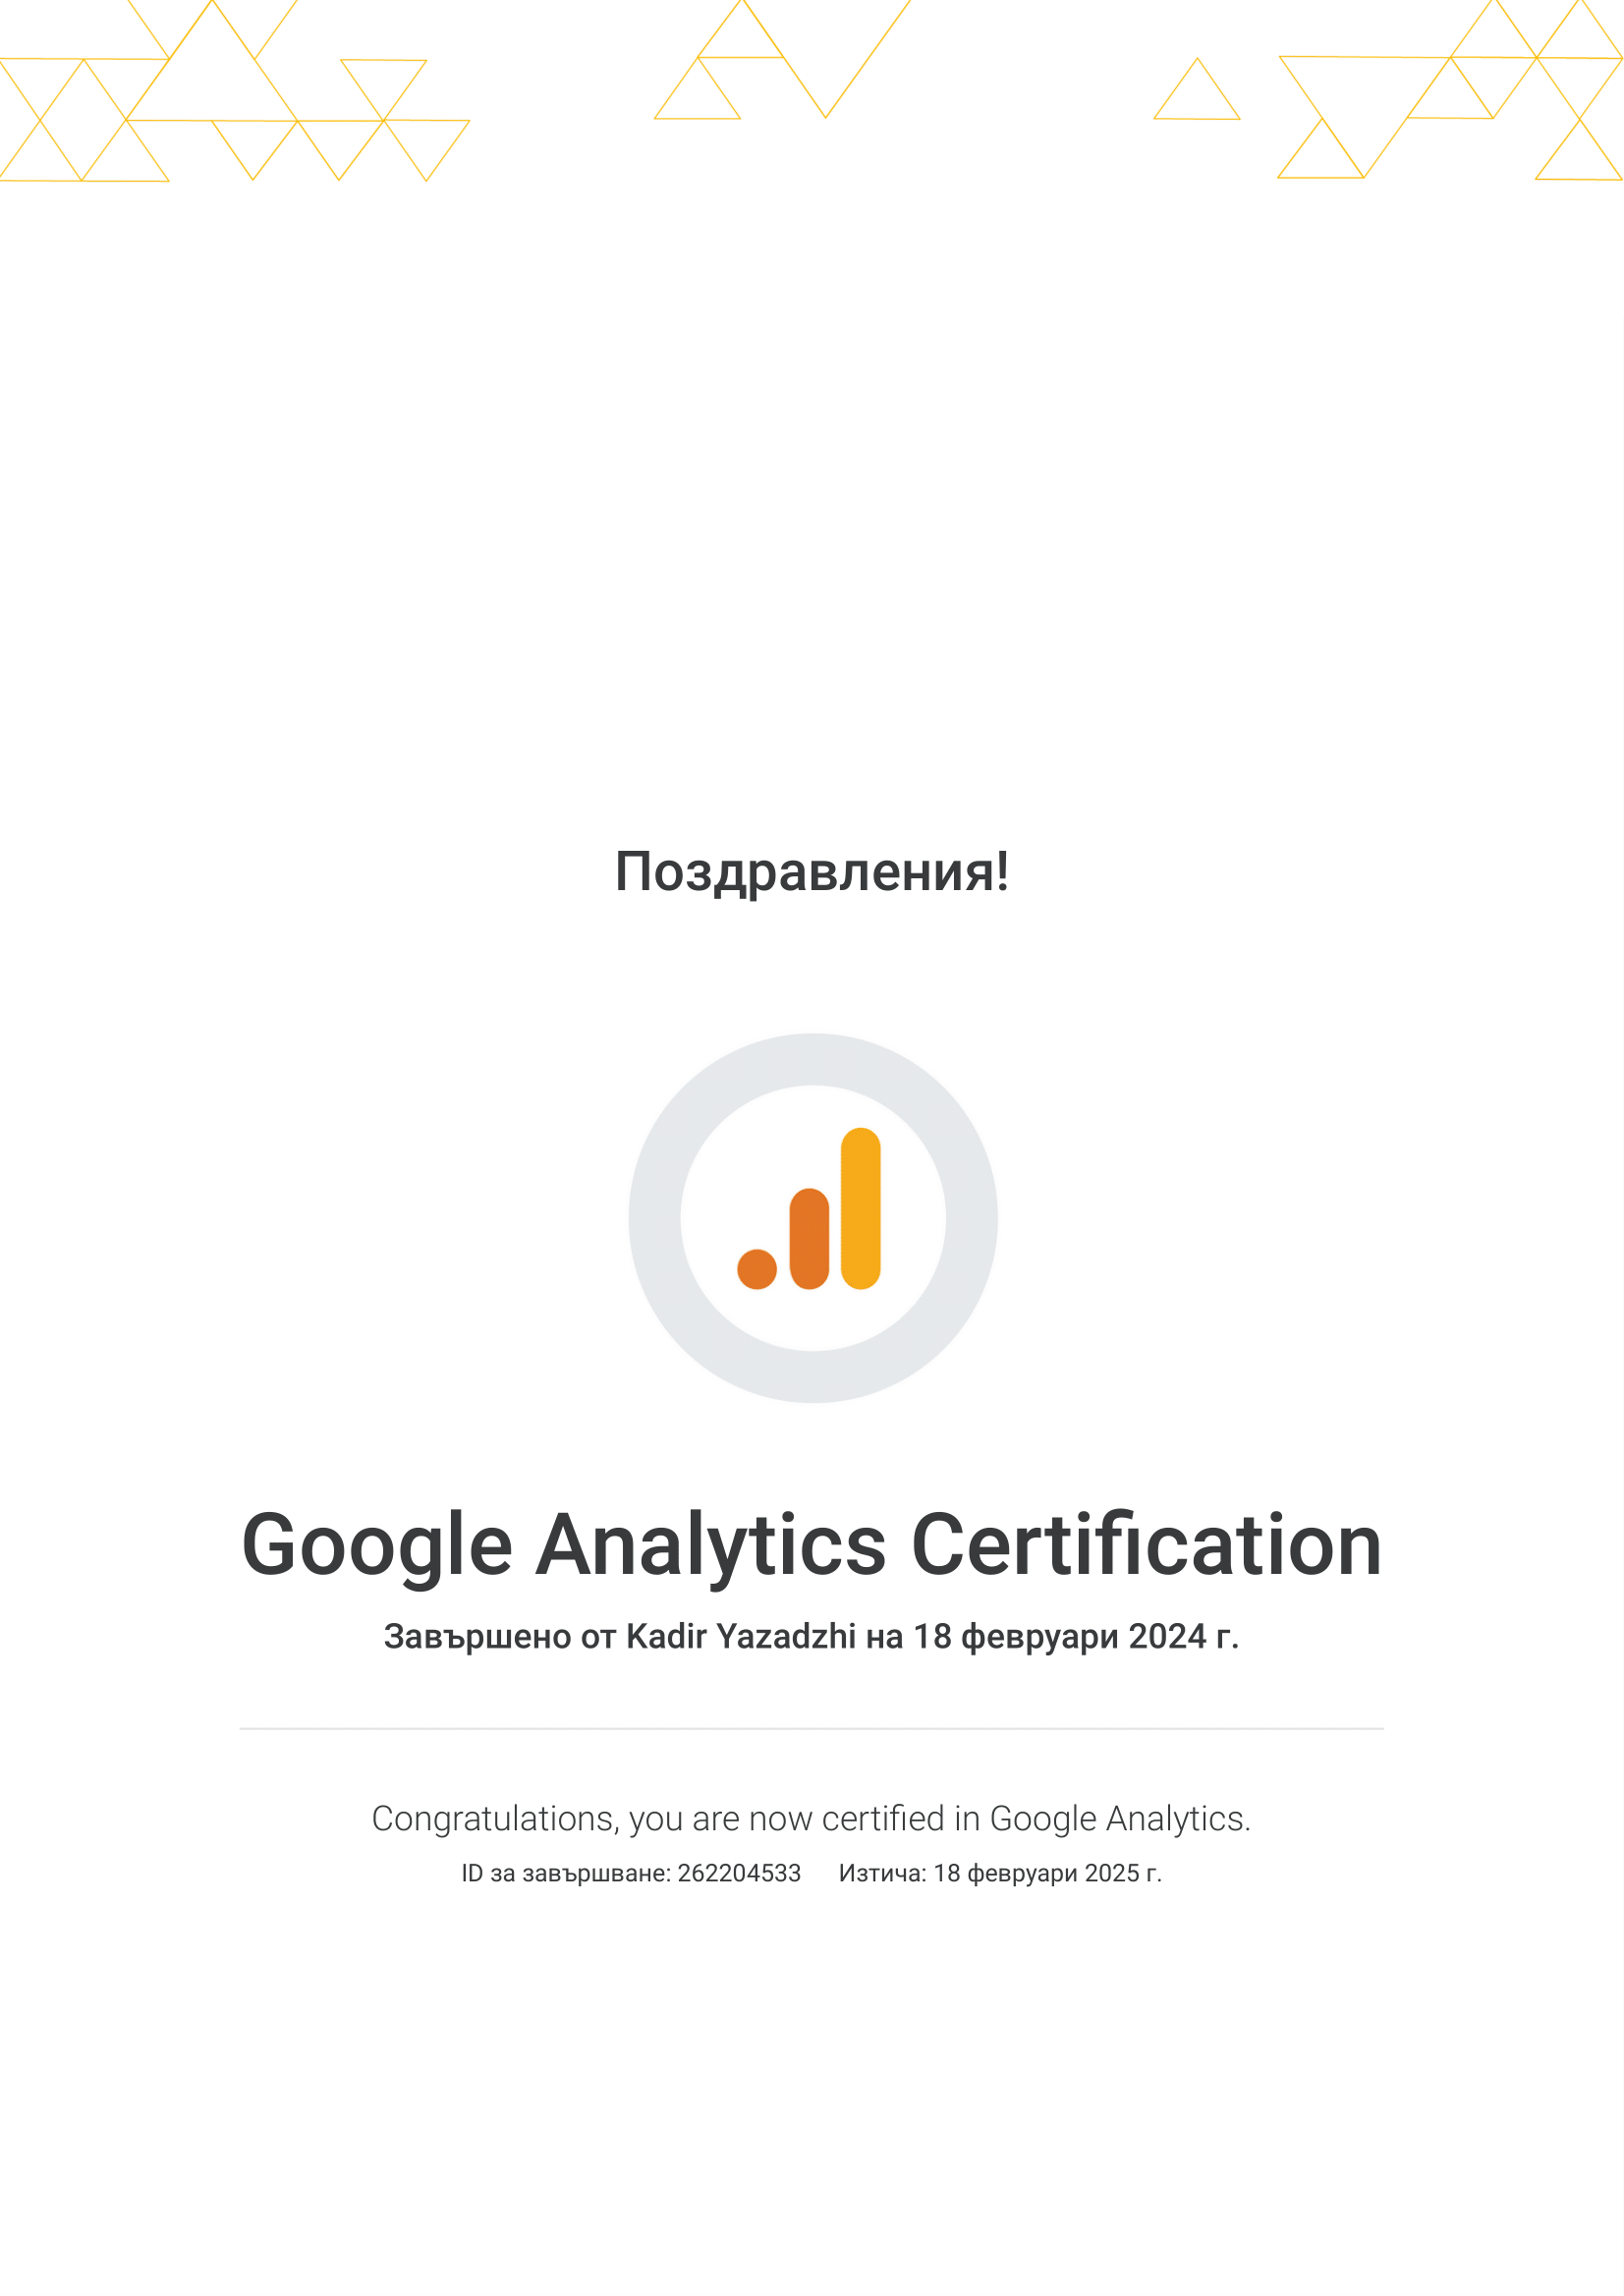 Поздравления!
Google Analytics Certification
Завършено от Kadir Yazadzhi на 18 февруари 2024 г.
Congratulations, you are now certified in Google Analytics.
ID за завършване: 262204533 Изтича: 18 февруари 2025 г.